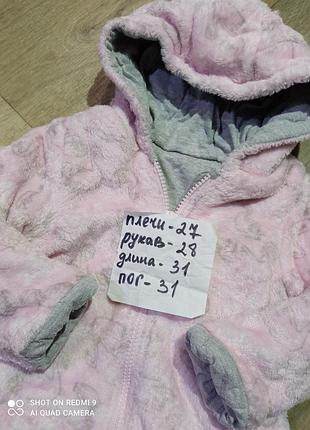 плечи-27
рукав-28
длина-31
пог-31
SHOT ON REDMI 9
AI QUAD CAMERA